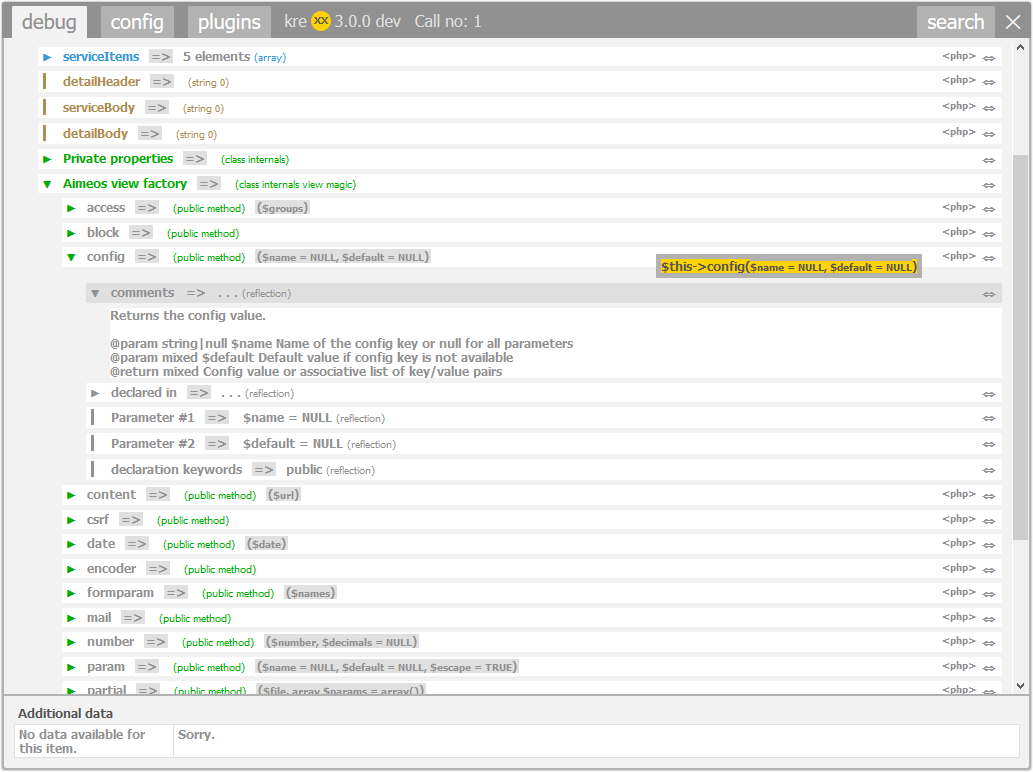 debug config plugins kreXX 3.0.0 dev Call no: 1 search
serviceItems => 5 elements (array) <php>
detailHeader => (string 0) <php>
serviceBody => (string 0) <php>
detailBody => (string 0) <php>
Private properties => (class internals)
Aimeos view factory => (class internals view magic)
access => (public method) ($groups) <php>
block => (public method) <php>
config => (public method) ($name = NULL, $default = NULL) <php>
$this->config($name = NULL, $default = NULL)
comments => ... (reflection)
Returns the config value.
@param string|null $name Name of the config key or null for all parameters
@param mixed $default Default value if config key is not available
@return mixed Config value or associative list of key/value pairs
declared in => ... (reflection)
Parameter #1 => $name = NULL (reflection)
Parameter #2 => $default = NULL (reflection)
declaration keywords => public (reflection)
content => (public method) ($url) <php>
csrf => (public method) <php>
date => (public method) ($date) <php>
encoder => (public method) <php>
formparam => (public method) ($names) <php>
mail => (public method) <php>
number => (public method) ($number, $decimals = NULL) <php>
param => (public method) ($name = NULL, $default = NULL, $escape = TRUE) <php>
partial => (public method) ($file, array $params = array()) <php>
Additional data
No data available for Sorry.
this item.